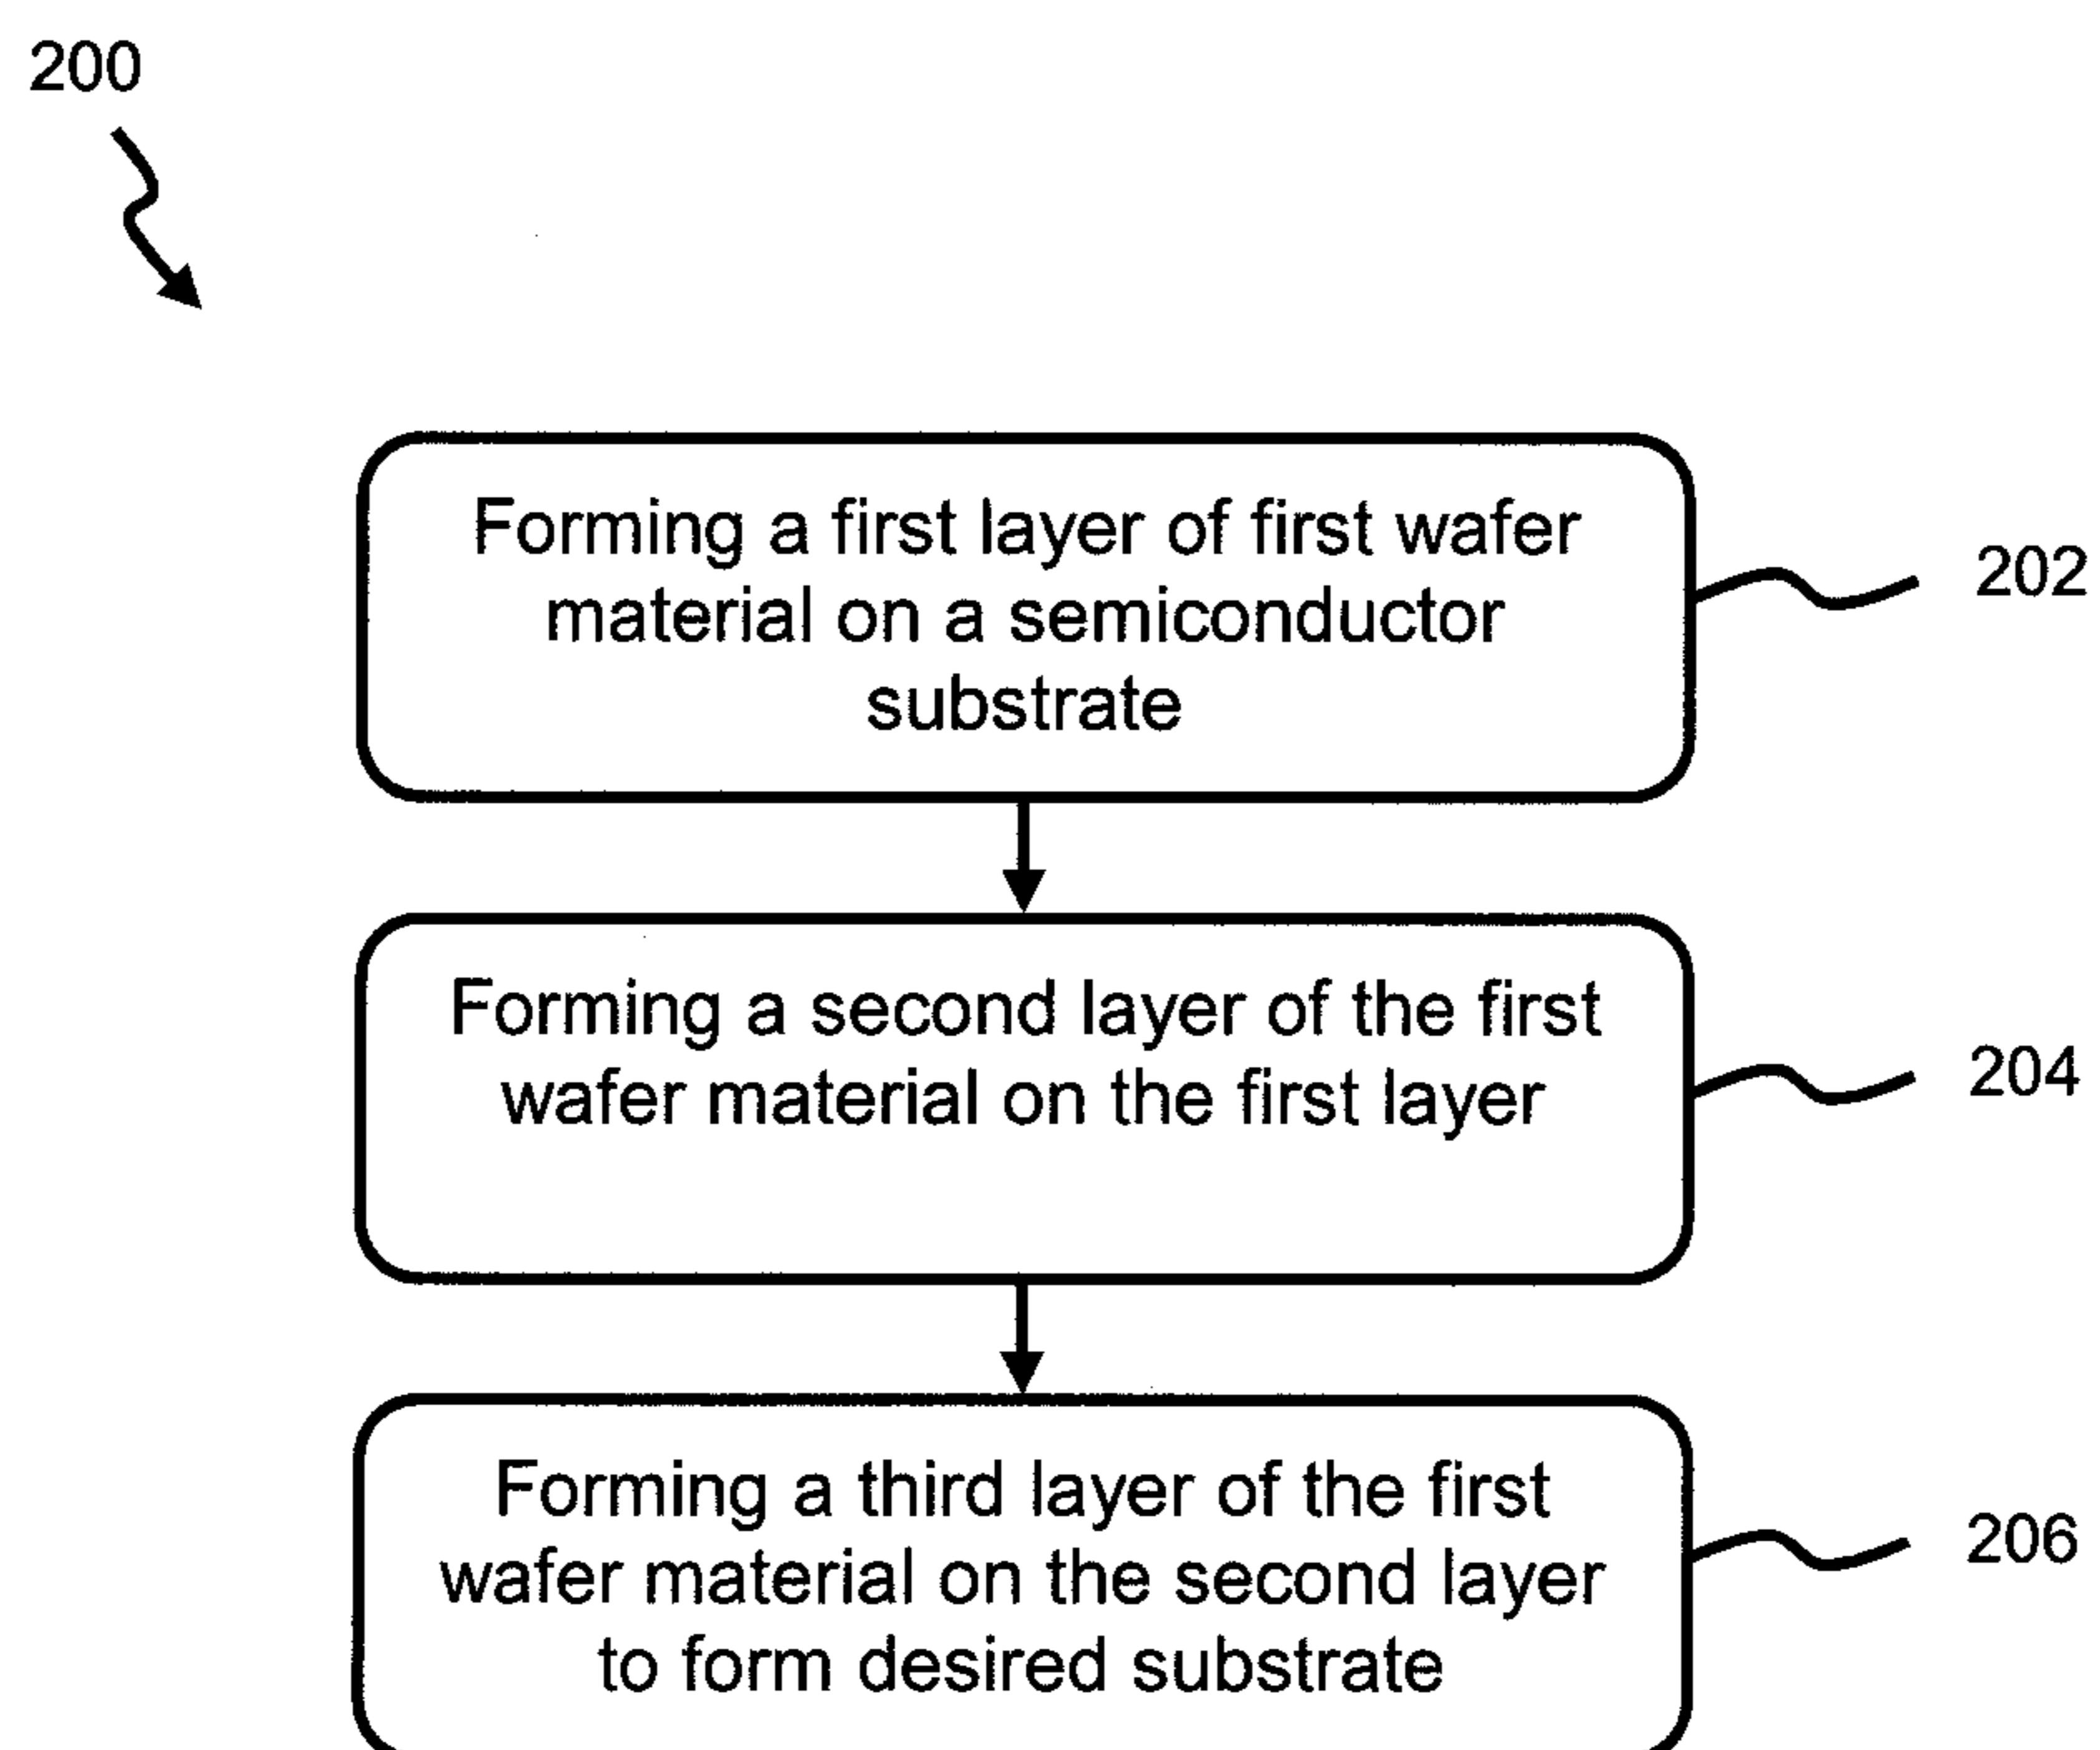 200
Forming a first layer of first wafer
material on a semiconductor
substrate
202
Forming a second layer of the first
wafer material on the first layer
204
Forming a third layer of the first
wafer material on the second layer
to form desired substrate
206